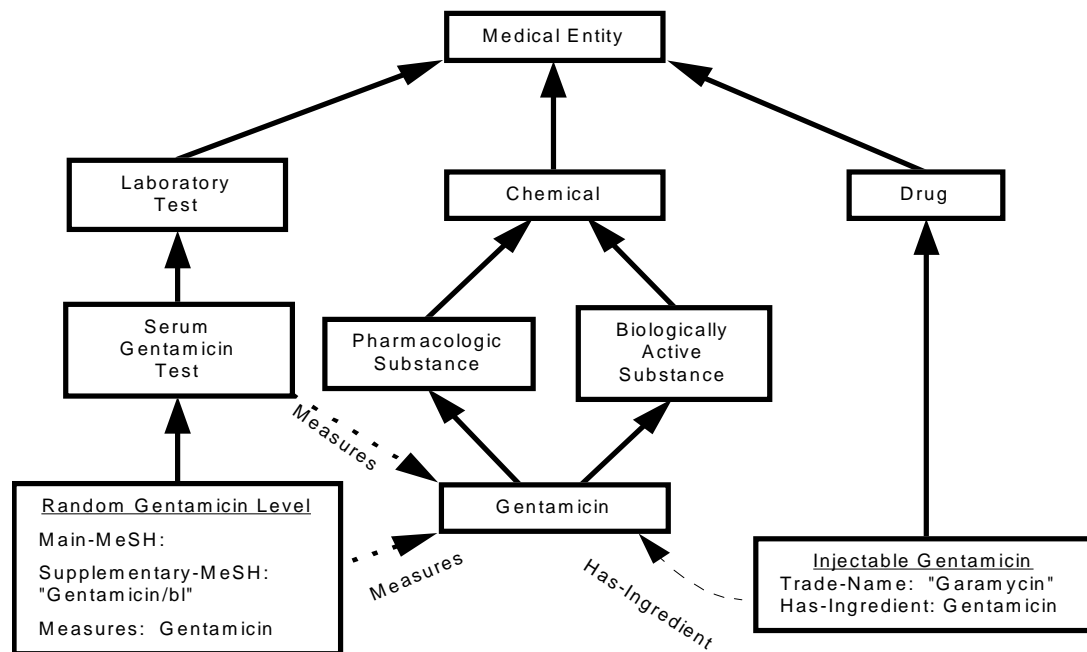 Medical Entity
Laboratory
Test
Chemical
Drug
Serum
Gentamicin
Test
Pharmacologic
Substance
Biologically
Active
Substance
Measures
Random Gentamicin Level
Main-MeSH:
Supplementary-MeSH:
"Gentamicin/bl"
Measures: Gentamicin
Gentamicin
Measures
Has-Ingredient
Injectable Gentamicin
Trade-Name: "Garamycin"
Has-Ingredient: Gentamicin